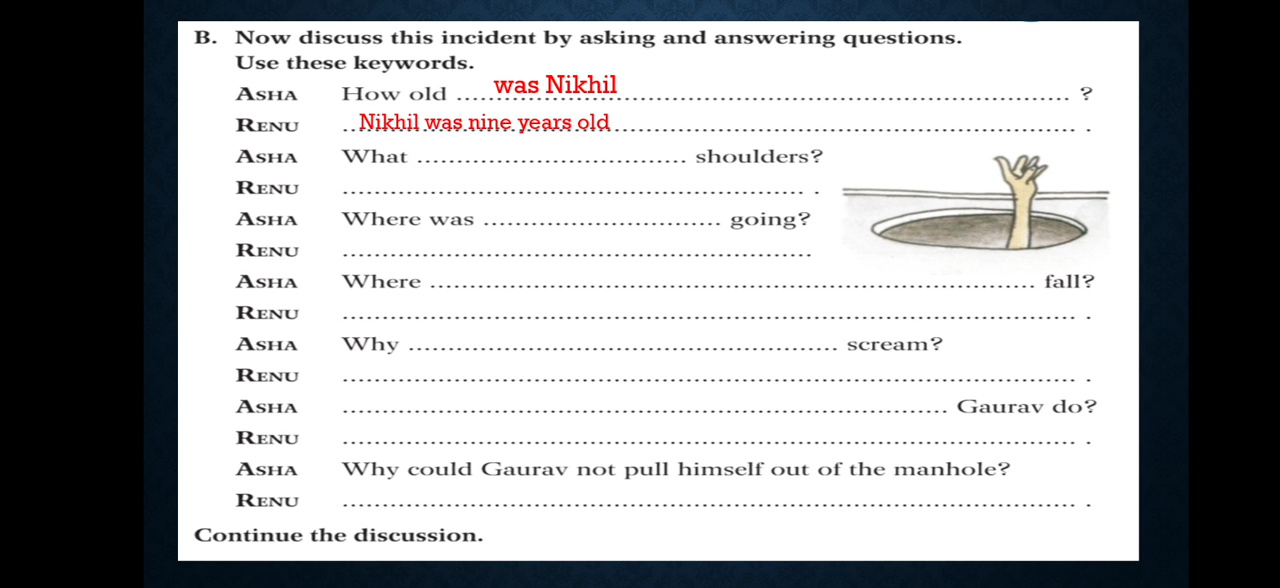 B. Now discuss this incident by asking and answering questions.
Use these keywords.
ASHA How old ....was Nikhil.... ?
RENU ....Nikhil was nine years old.... .
ASHA What .................................. shoulders?
RENU .......................................................... .
ASHA Where was .............................. going?
RENU ...........................................................
ASHA Where ............................................................................ fall?
RENU ............................................................................................ .
ASHA Why ...................................................... scream?
RENU ............................................................................................ .
ASHA ............................................................................ Gaurav do?
RENU ............................................................................................ .
ASHA Why could Gaurav not pull himself out of the manhole?
RENU ............................................................................................ .
Continue the discussion.